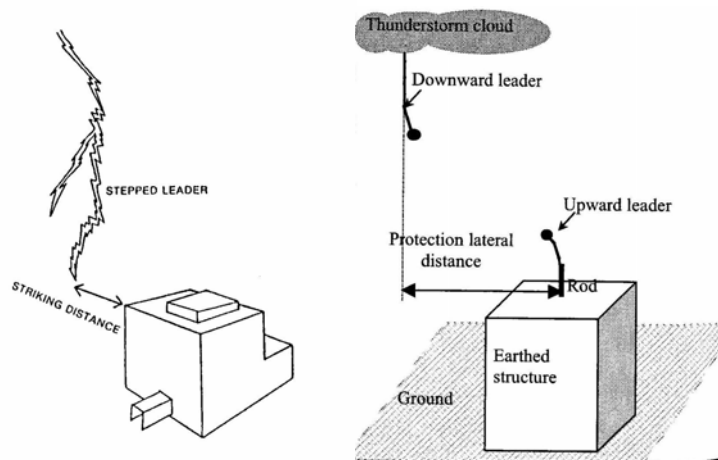 STEPPED LEADER
STRIKING DISTANCE
Thunderstorm cloud
Downward leader
Upward leader
Protection lateral
distance
Rod
Earthed
structure
Ground